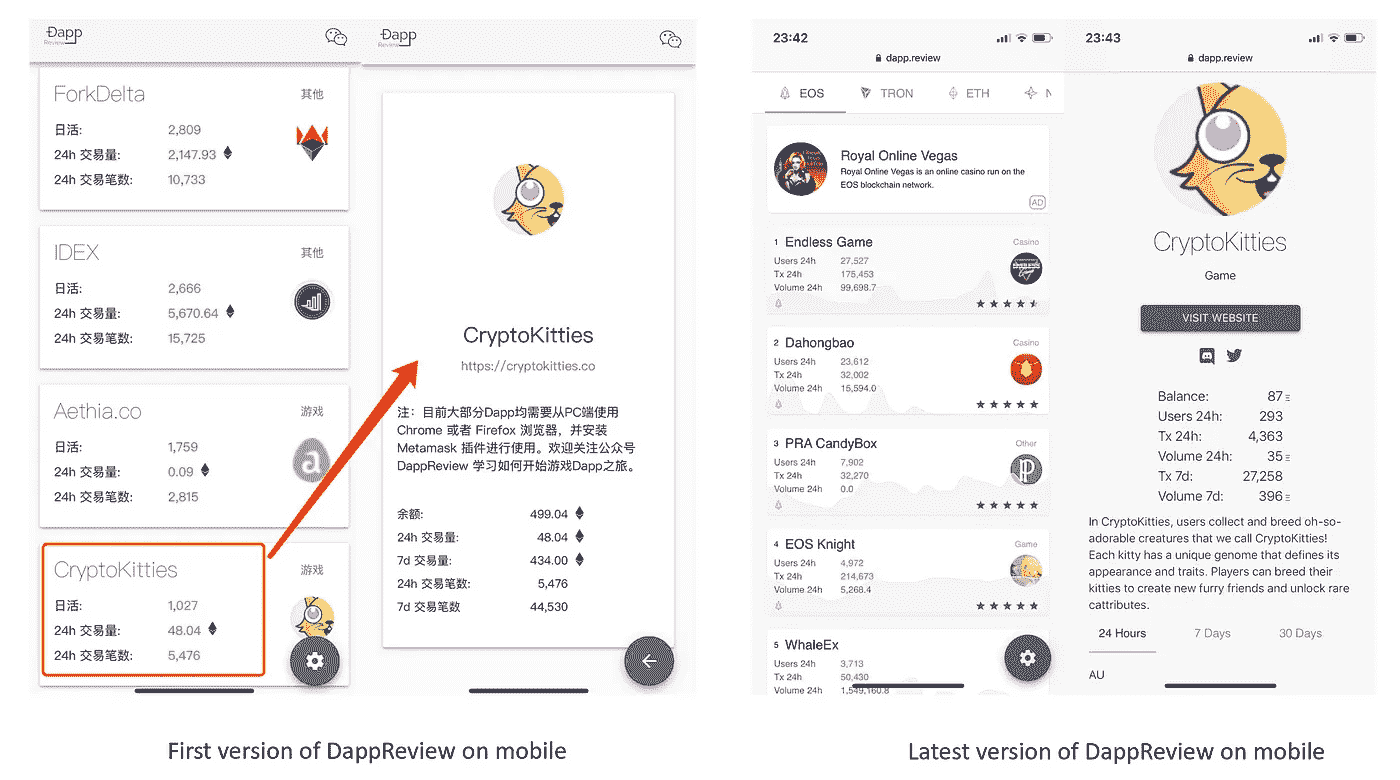 Dapp
Review
ForkDelta
其他
日活: 2,809
24h 交易量: 2,147.93
24h 交易笔数: 10,733
IDEX
其他
日活: 2,666
24h 交易量: 5,670.64
24h 交易笔数: 15,725
Aethia.co
游戏
日活: 1,759
24h 交易量: 0.09
24h 交易笔数: 2,815
CryptoKitties
游戏
日活: 1,027
24h 交易量: 48.04
24h 交易笔数: 5,476
Dapp
Review
CryptoKitties
https://cryptokitties.co
注：目前大部分Dapp均需要从PC端使用
Chrome 或者 Firefox 浏览器，并安装
Metamask 插件进行使用。欢迎关注公众号
DappReview 学习如何开始游戏Dapp之旅。
余额: 499.04
24h 交易量: 48.04
7d 交易量: 434.00
24h 交易笔数: 5,476
7d 交易笔数 44,530
First version of DappReview on mobile
23:42
dapp.review
EOS TRON ETH N
Royal Online Vegas
Royal Online Vegas is an online casino run on the
EOS blockchain network.
AD
1 Endless Game
Casino
Users 24h 27,527
Tx 24h 175,453
Volume 24h 99,698.7
2 Dahongbao
Casino
Users 24h 23,612
Tx 24h 32,002
Volume 24h 15,594.0
3 PRA CandyBox
Other
Users 24h 7,902
Tx 24h 32,270
Volume 24h 0.0
4 EOS Knight
Game
Users 24h 4,972
Tx 24h 214,673
Volume 24h 5,268.4
5 WhaleEx
Users 24h 3,713
Tx 24h 50,430
Volume 24h 1,549,160.8
23:43
dapp.review
CryptoKitties
Game
VISIT WEBSITE
Balance: 87
Users 24h: 293
Tx 24h: 4,363
Volume 24h: 35
Tx 7d: 27,258
Volume 7d: 396
In CryptoKitties, users collect and breed oh-so-
adorable creatures that we call CryptoKitties!
Each kitty has a unique genome that defines its
appearance and traits. Players can breed their
kitties to create new furry friends and unlock rare
cattributes.
24 Hours 7 Days 30 Days
AU
Latest version of DappReview on mobile